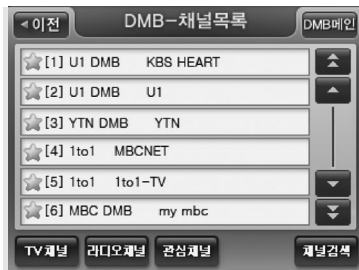 이전 DMB-채널목록 DMB메인
[1] U1 DMB KBS HEART
[2] U1 DMB U1
[3] YTN DMB YTN
[4] 1to1 MBCNET
[5] 1to1 1to1-TV
[6] MBC DMB my mbc
TV채널 라디오채널 관심채널 채널검색